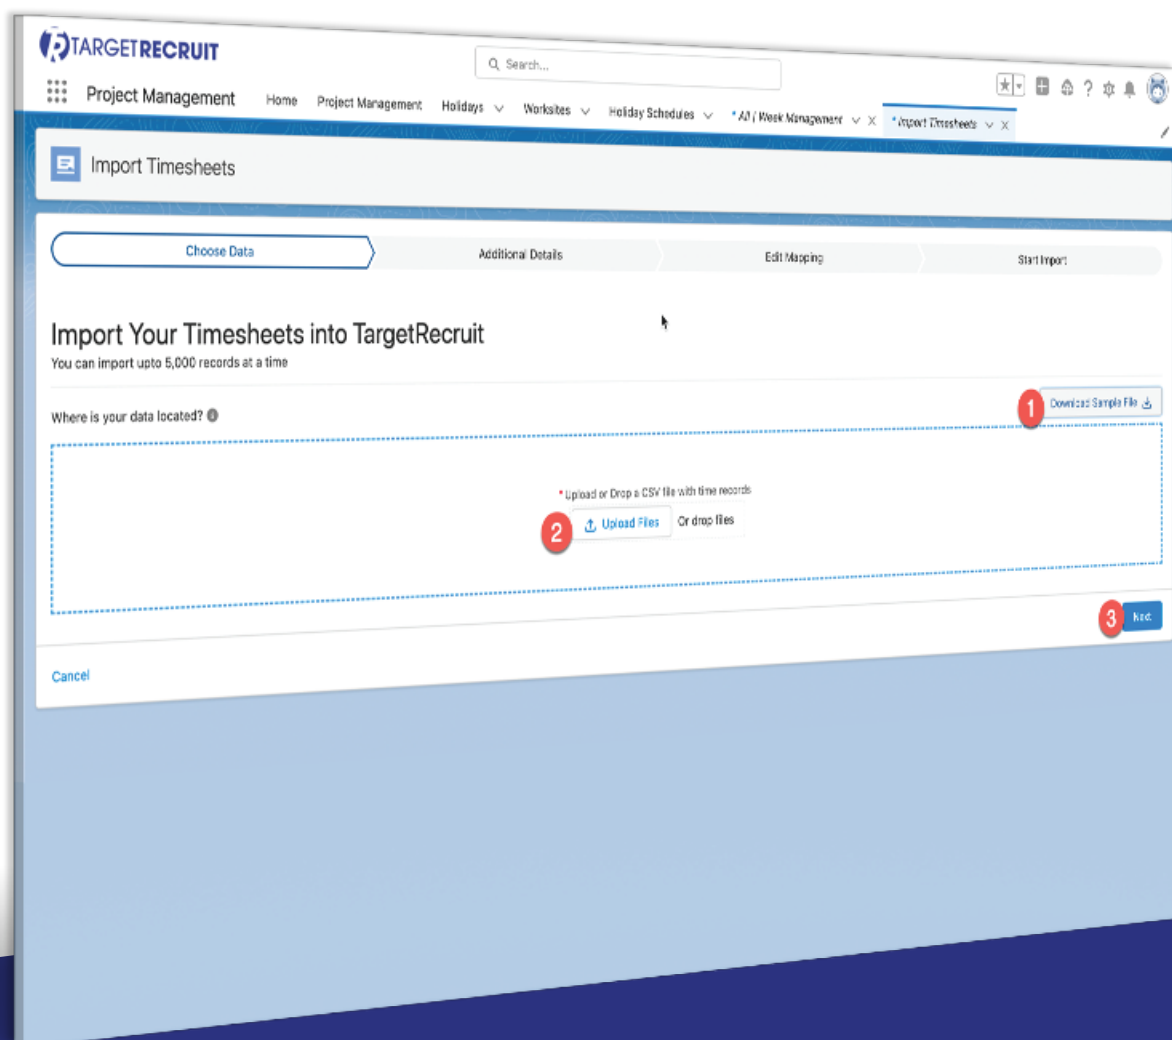 TARGETRECRUIT
Search...
Project Management
Home
Project Management
Holidays
Worksites
Holiday Schedules
* All | Week Management
* Import Timesheets
Import Timesheets
Choose Data
Additional Details
Edit Mapping
Start Import
Import Your Timesheets into TargetRecruit
You can import upto 5,000 records at a time
Where is your data located?
1
Download Sample File
* Upload or Drop a CSV file with time records
2
Upload Files
Or drop files
3
Next
Cancel